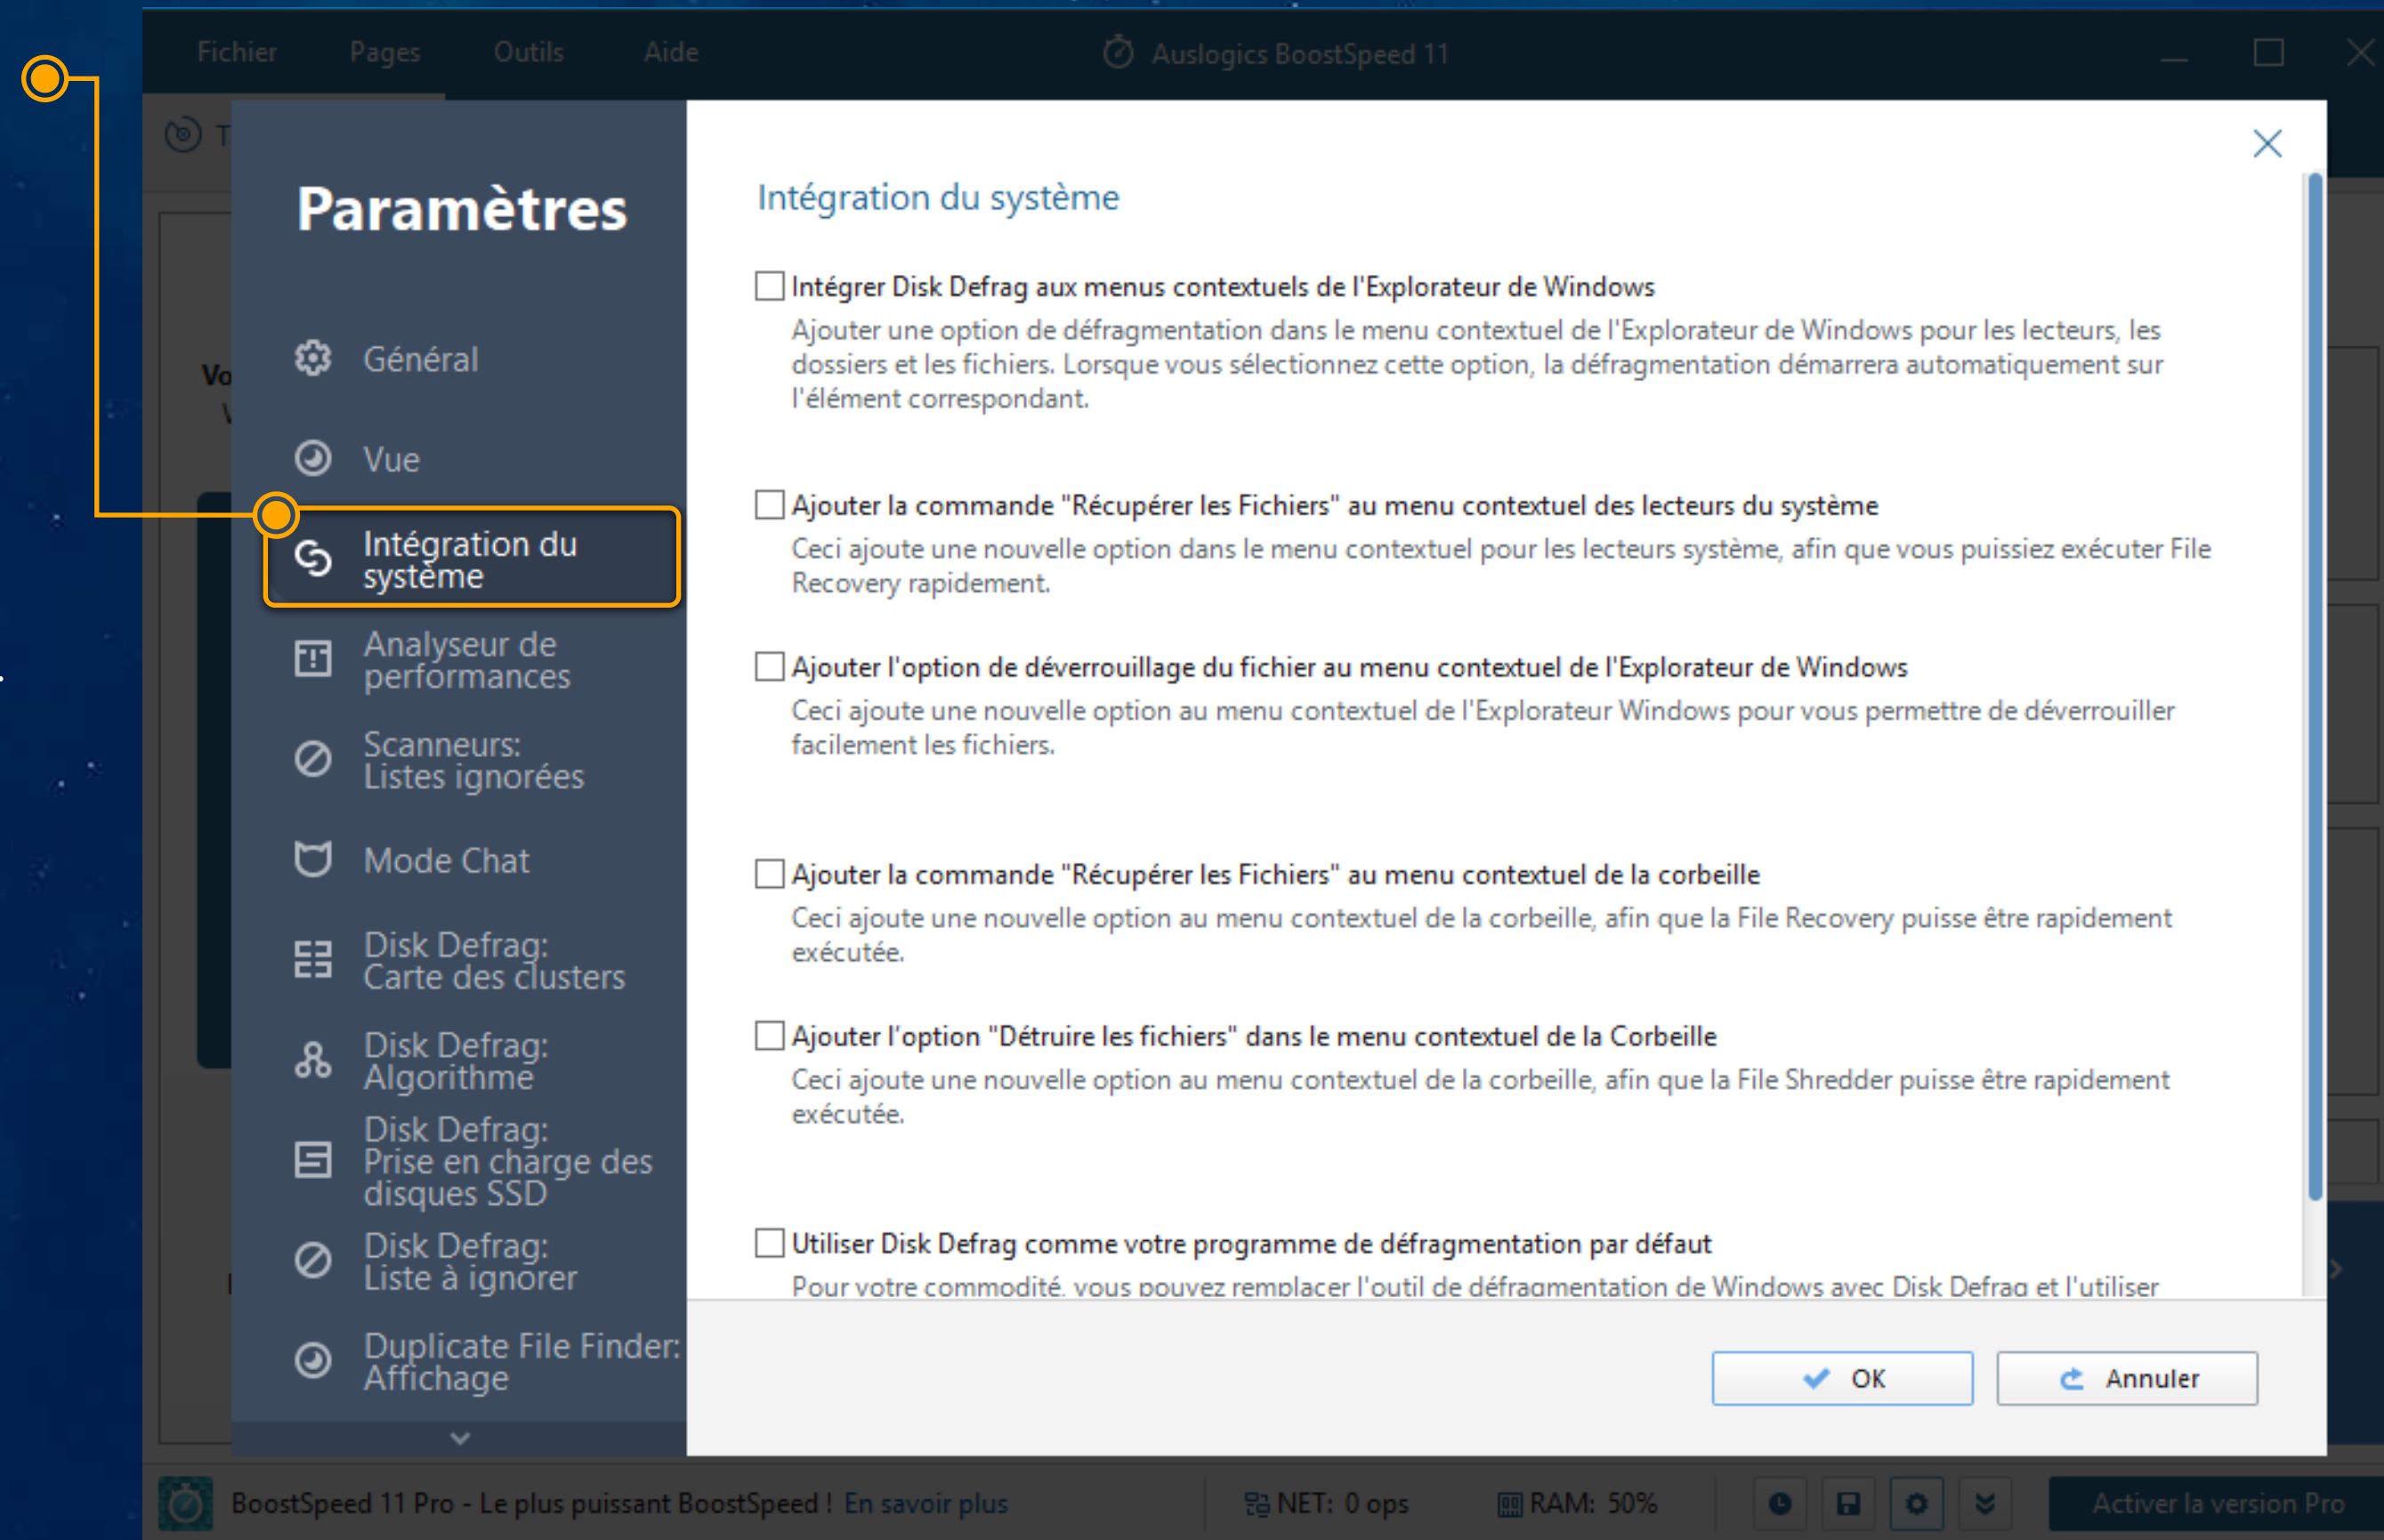 Fichier Pages Outils Aide
Auslogics BoostSpeed 11
Paramètres
Général
Vue
Intégration du
système
Analyseur de
performances
Scanneurs:
Listes ignorées
Mode Chat
Disk Defrag:
Carte des clusters
Disk Defrag:
Algorithme
Disk Defrag:
Prise en charge des
disques SSD
Disk Defrag:
Liste à ignorer
Duplicate File Finder:
Affichage
Intégration du système
Intégrer Disk Defrag aux menus contextuels de l'Explorateur de Windows
Ajouter une option de défragmentation dans le menu contextuel de l'Explorateur de Windows pour les lecteurs, les
dossiers et les fichiers. Lorsque vous sélectionnez cette option, la défragmentation démarrera automatiquement sur
l'élément correspondant.
Ajouter la commande "Récupérer les Fichiers" au menu contextuel des lecteurs du système
Ceci ajoute une nouvelle option dans le menu contextuel pour les lecteurs système, afin que vous puissiez exécuter File
Recovery rapidement.
Ajouter l'option de déverrouillage du fichier au menu contextuel de l'Explorateur de Windows
Ceci ajoute une nouvelle option au menu contextuel de l'Explorateur Windows pour vous permettre de déverrouiller
facilement les fichiers.
Ajouter la commande "Récupérer les Fichiers" au menu contextuel de la corbeille
Ceci ajoute une nouvelle option au menu contextuel de la corbeille, afin que la File Recovery puisse être rapidement
exécutée.
Ajouter l'option "Détruire les fichiers" dans le menu contextuel de la Corbeille
Ceci ajoute une nouvelle option au menu contextuel de la corbeille, afin que la File Shredder puisse être rapidement
exécutée.
Utiliser Disk Defrag comme votre programme de défragmentation par défaut
Pour votre commodité, vous pouvez remplacer l'outil de défragmentation de Windows avec Disk Defrag et l'utiliser
OK
Annuler
BoostSpeed 11 Pro - Le plus puissant BoostSpeed ! En savoir plus
NET: 0 ops
RAM: 50%
Activer la version Pro